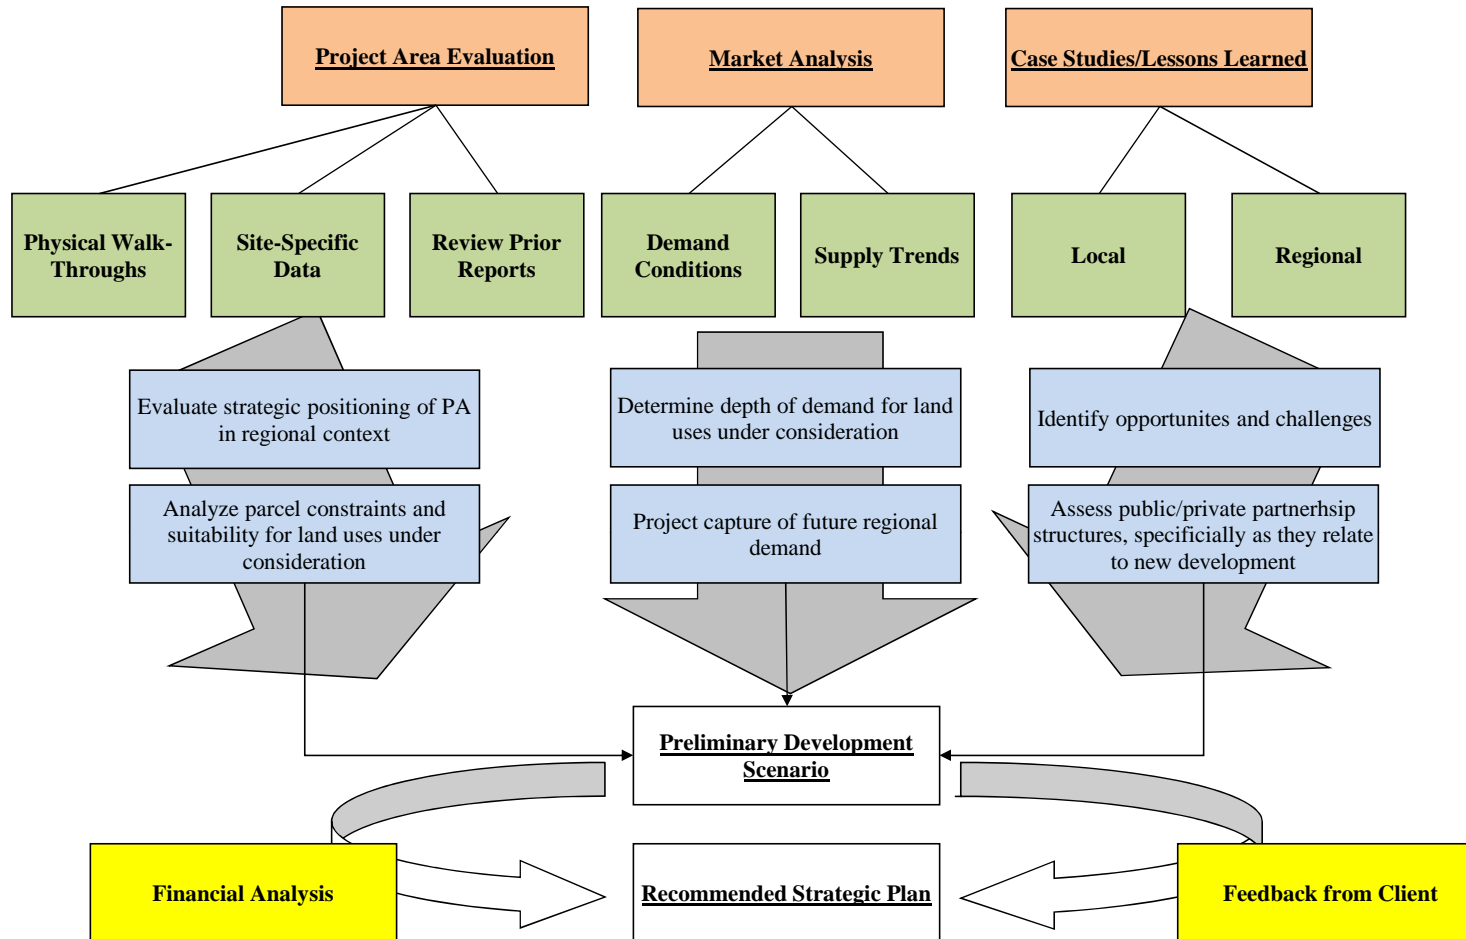 Project Area Evaluation
Market Analysis
Case Studies/Lessons Learned
Physical Walk-
Throughs
Site-Specific
Data
Review Prior
Reports
Demand
Conditions
Supply Trends
Local
Regional
Evaluate strategic positioning of PA
in regional context
Determine depth of demand for land
uses under consideration
Identify opportunites and challenges
Analyze parcel constraints and
suitability for land uses under
consideration
Project capture of future regional
demand
Assess public/private partnerhsip
structures, specificially as they relate
to new development
Preliminary Development
Scenario
Financial Analysis
Recommended Strategic Plan
Feedback from Client